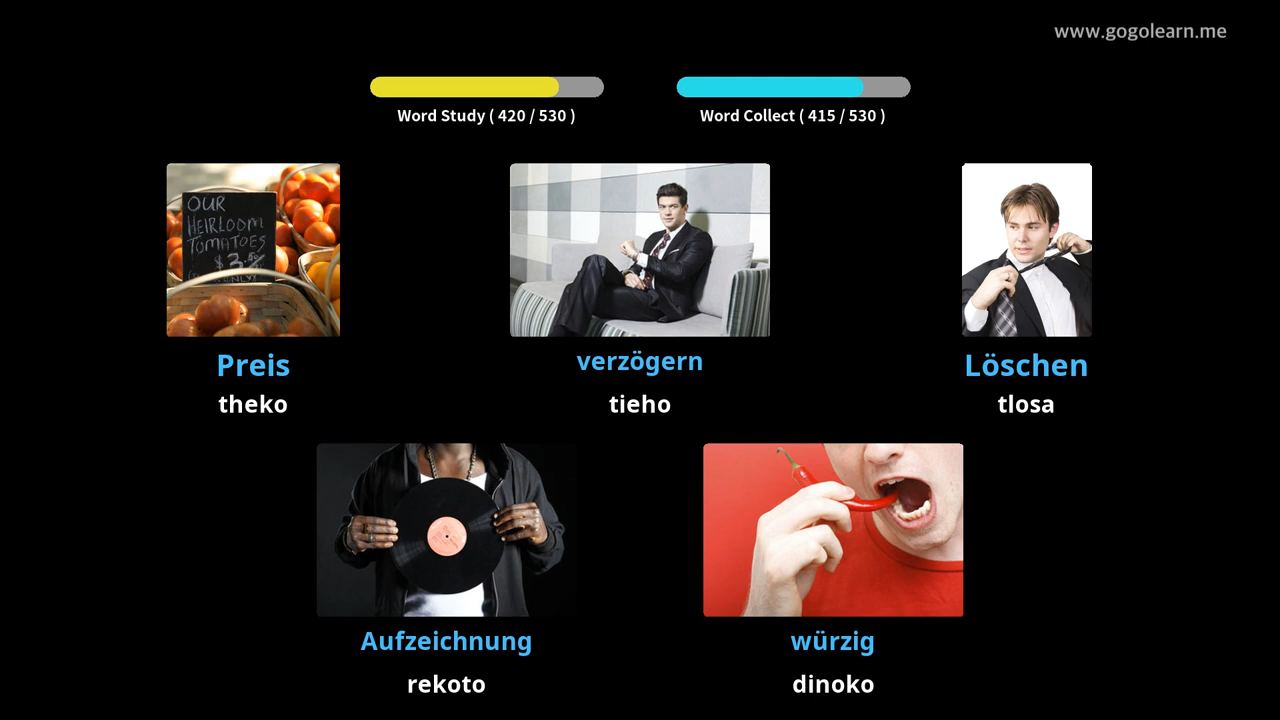 www.gogolearn.me
Word Study ( 420 / 530 )
Word Collect ( 415 / 530 )
OUR
HEIRLOOM
TOMATOES
Preis
theko
verzögern
tieho
Löschen
tlosa
Aufzeichnung
rekoto
würzig
dinoko